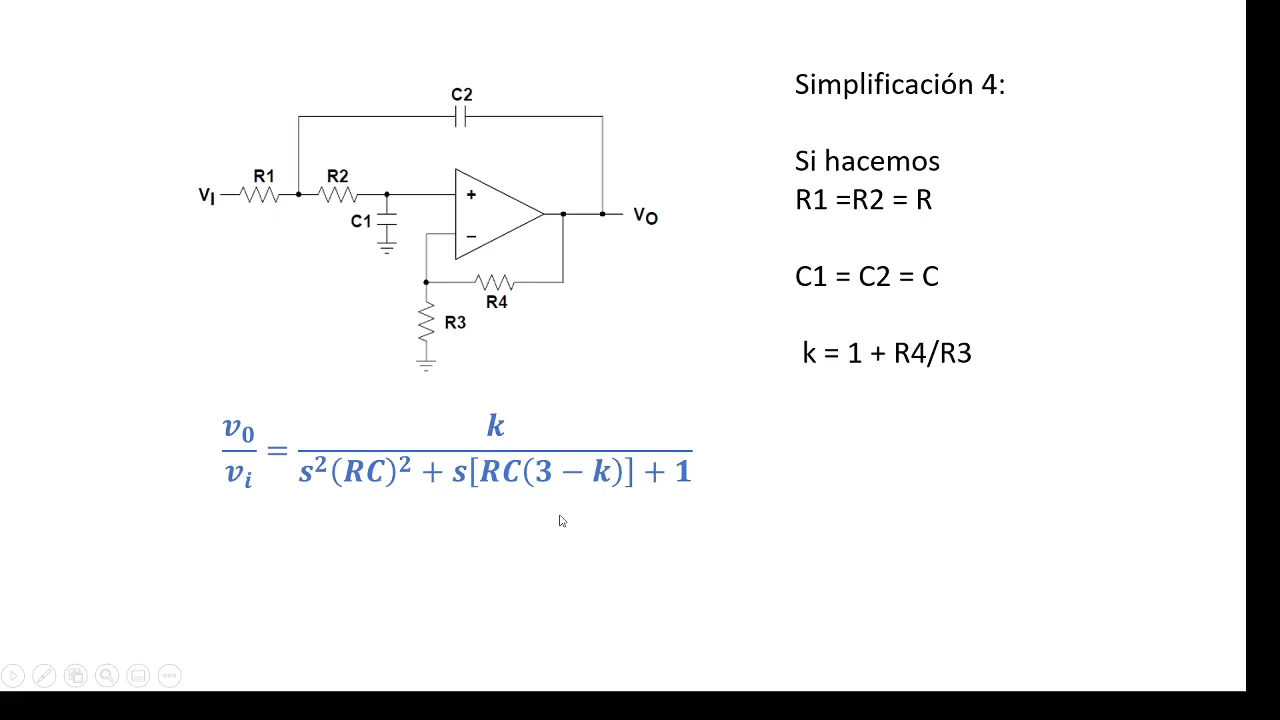 C2
R1
R2
VI
C1
+
−
VO
R4
R3
v0/vi = k / (s²(RC)² + s[RC(3 − k)] + 1)
Simplificación 4:
Si hacemos
R1 =R2 = R
C1 = C2 = C
k = 1 + R4/R3